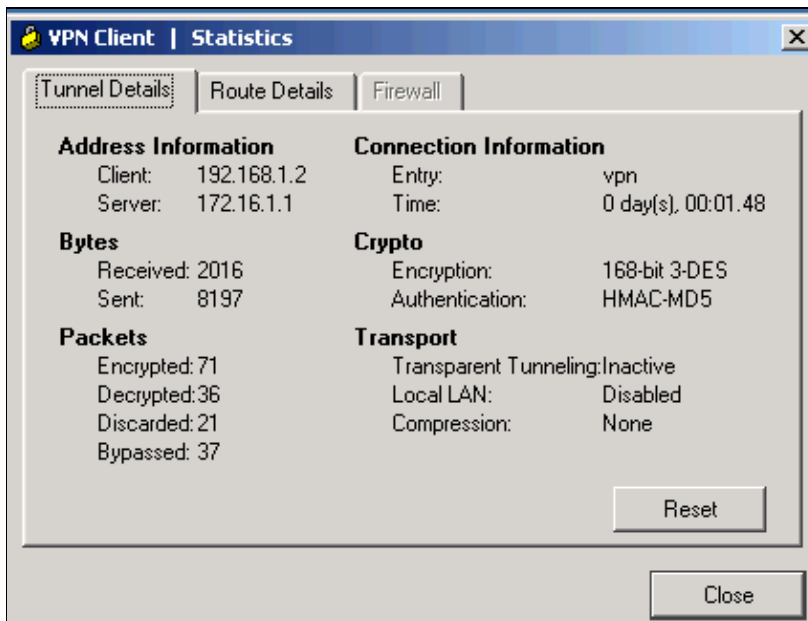 VPN Client | Statistics
Tunnel Details Route Details Firewall
Address Information
Client: 192.168.1.2
Server: 172.16.1.1
Connection Information
Entry: vpn
Time: 0 day(s), 00:01.48
Bytes
Received: 2016
Sent: 8197
Crypto
Encryption: 168-bit 3-DES
Authentication: HMAC-MD5
Packets
Encrypted: 71
Decrypted: 36
Discarded: 21
Bypassed: 37
Transport
Transparent Tunneling: Inactive
Local LAN: Disabled
Compression: None
Reset
Close